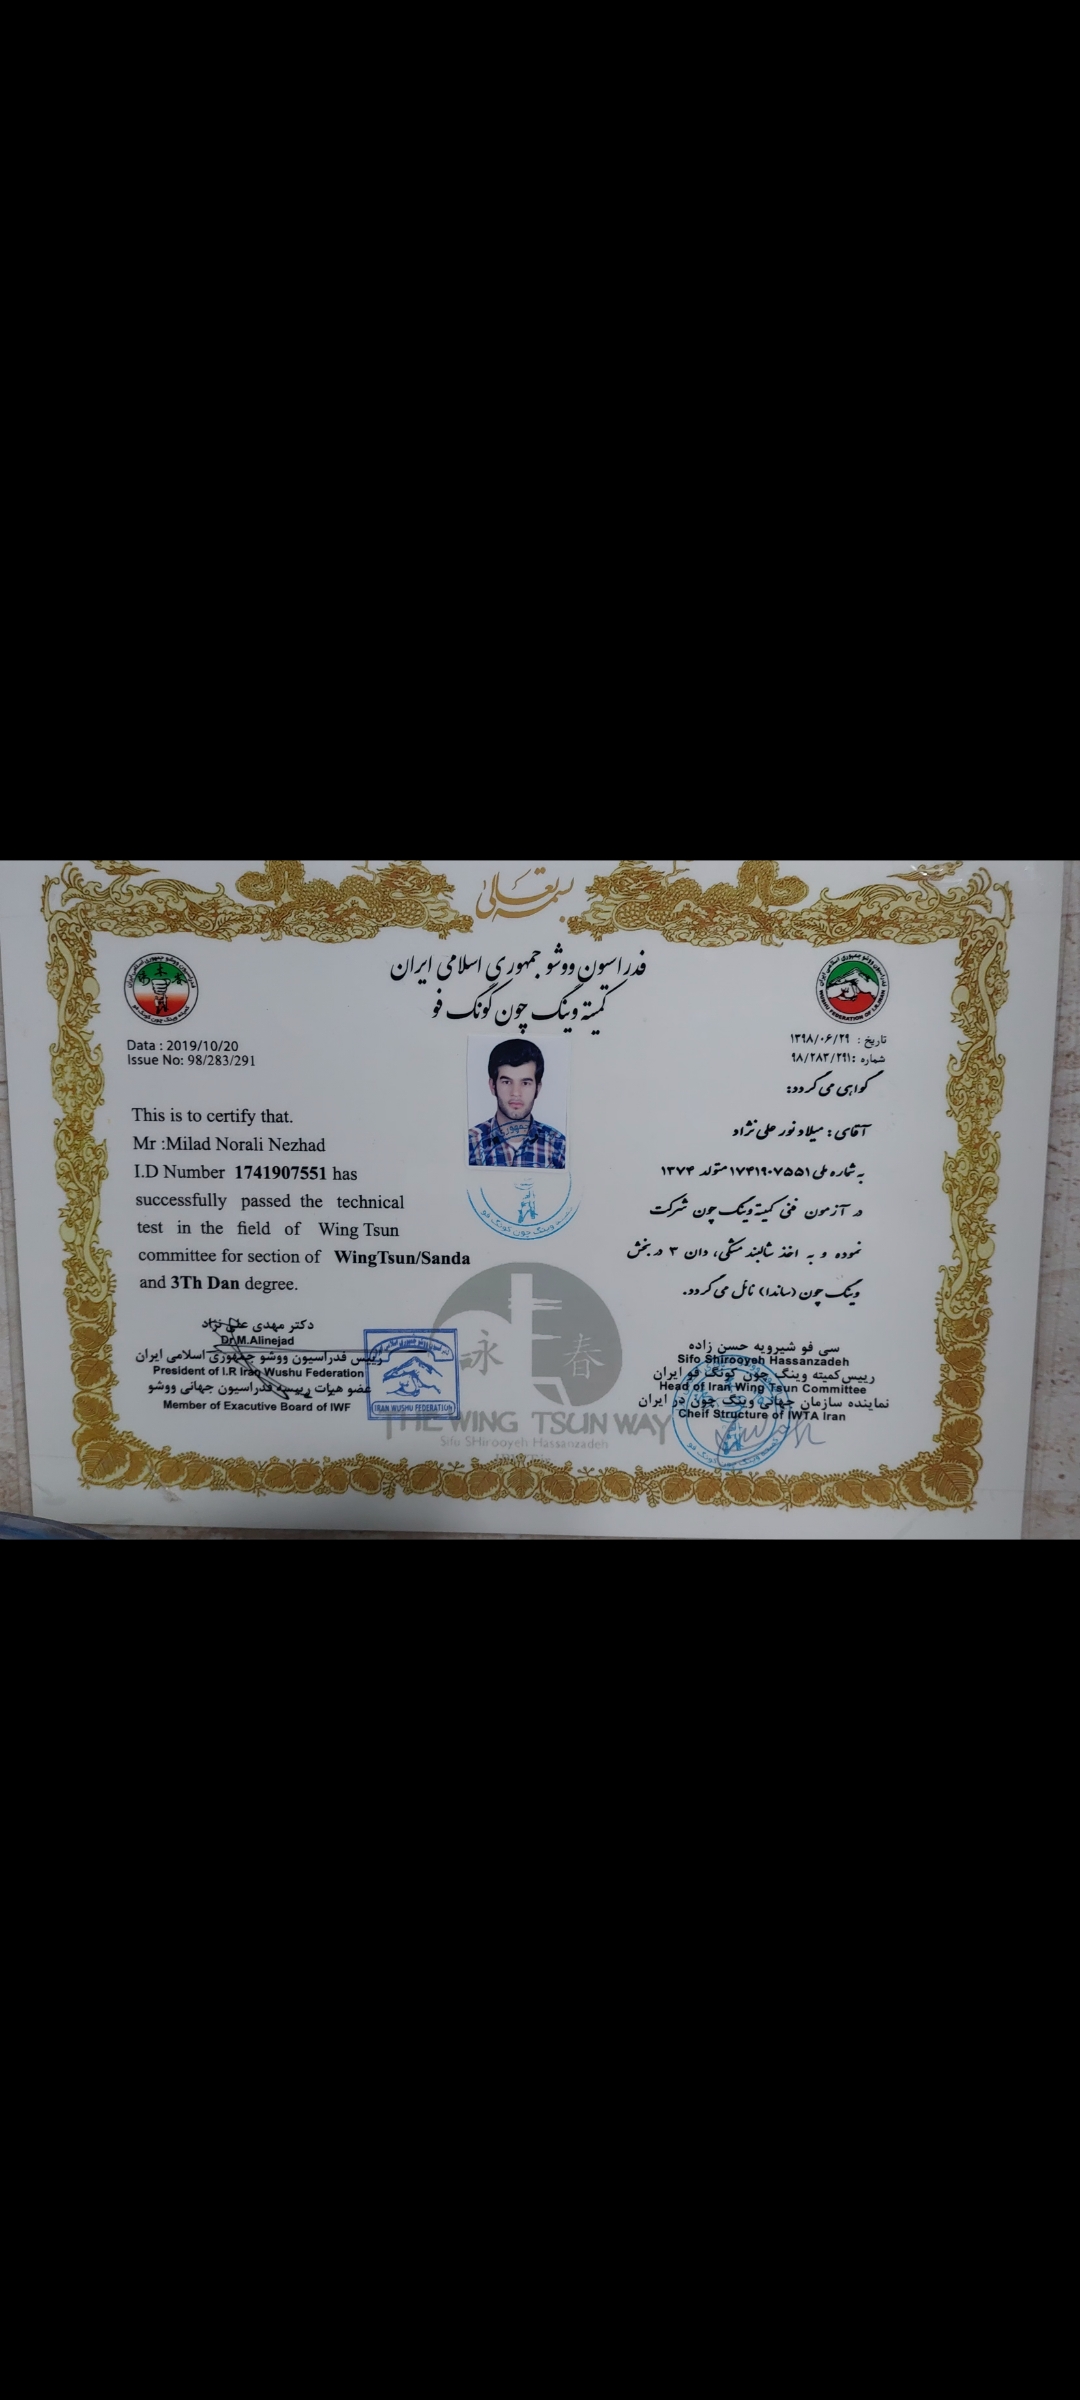 بسمه تعالی
فدراسیون ووشو جمهوری اسلامی ایران
کمیته وینگ چون کونگ فو
Data : 2019/10/20
Issue No: 98/283/291
This is to certify that.
Mr :Milad Norali Nezhad
I.D Number 1741907551 has
successfully passed the technical
test in the field of Wing Tsun
committee for section of WingTsun/Sanda
and 3Th Dan degree.
تاریخ : ۱۳۹۸/۰۶/۲۹
شماره :۹۸/۲۸۳/۲۹۱
گواهی می گردد:
آقای : میلاد نور علی نژاد
به شماره ملی ۱۷۴۱۹۰۷۵۵۱ متولد ۱۳۷۴
در آزمون فنی کمیته وینگ چون شرکت
نموده و به اخذ شالبند مشکی، دان ۳ در بخش
وینگ چون (ساندا) نائل می گردد.
دکتر مهدی علی نژاد
Dr.M.Alinejad
رییس فدراسیون ووشو جمهوری اسلامی ایران
President of I.R Iran Wushu Federation
عضو هیات رییسه فدراسیون جهانی ووشو
Member of Exacutive Board of IWF
IRAN WUSHU FEDERATION
سی فو شیرویه حسن زاده
Sifo Shirooyeh Hassanzadeh
رییس کمیته وینگ چون کونگ فو ایران
Head of Iran Wing Tsun Committee
نماینده سازمان جهانی وینگ چون در ایران
Cheif Structure of IWTA Iran
永 春
THE WING TSUN WAY
Sifu SHirooyeh Hassanzadeh
WUSHU FEDERATION OF I.R.IRAN